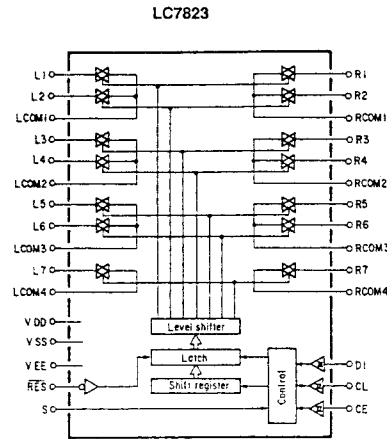 LC7823
L1 R1
L2 R2
LCOM1 RCOM1
L3 R3
L4 R4
LCOM2 RCOM2
L5 R5
L6 R6
LCOM3 RCOM3
L7 R7
LCOM4 RCOM4
VDD
Level shifter
VSS
VEE
Latch
DI
RES
Shift register
Control
CL
S
CE